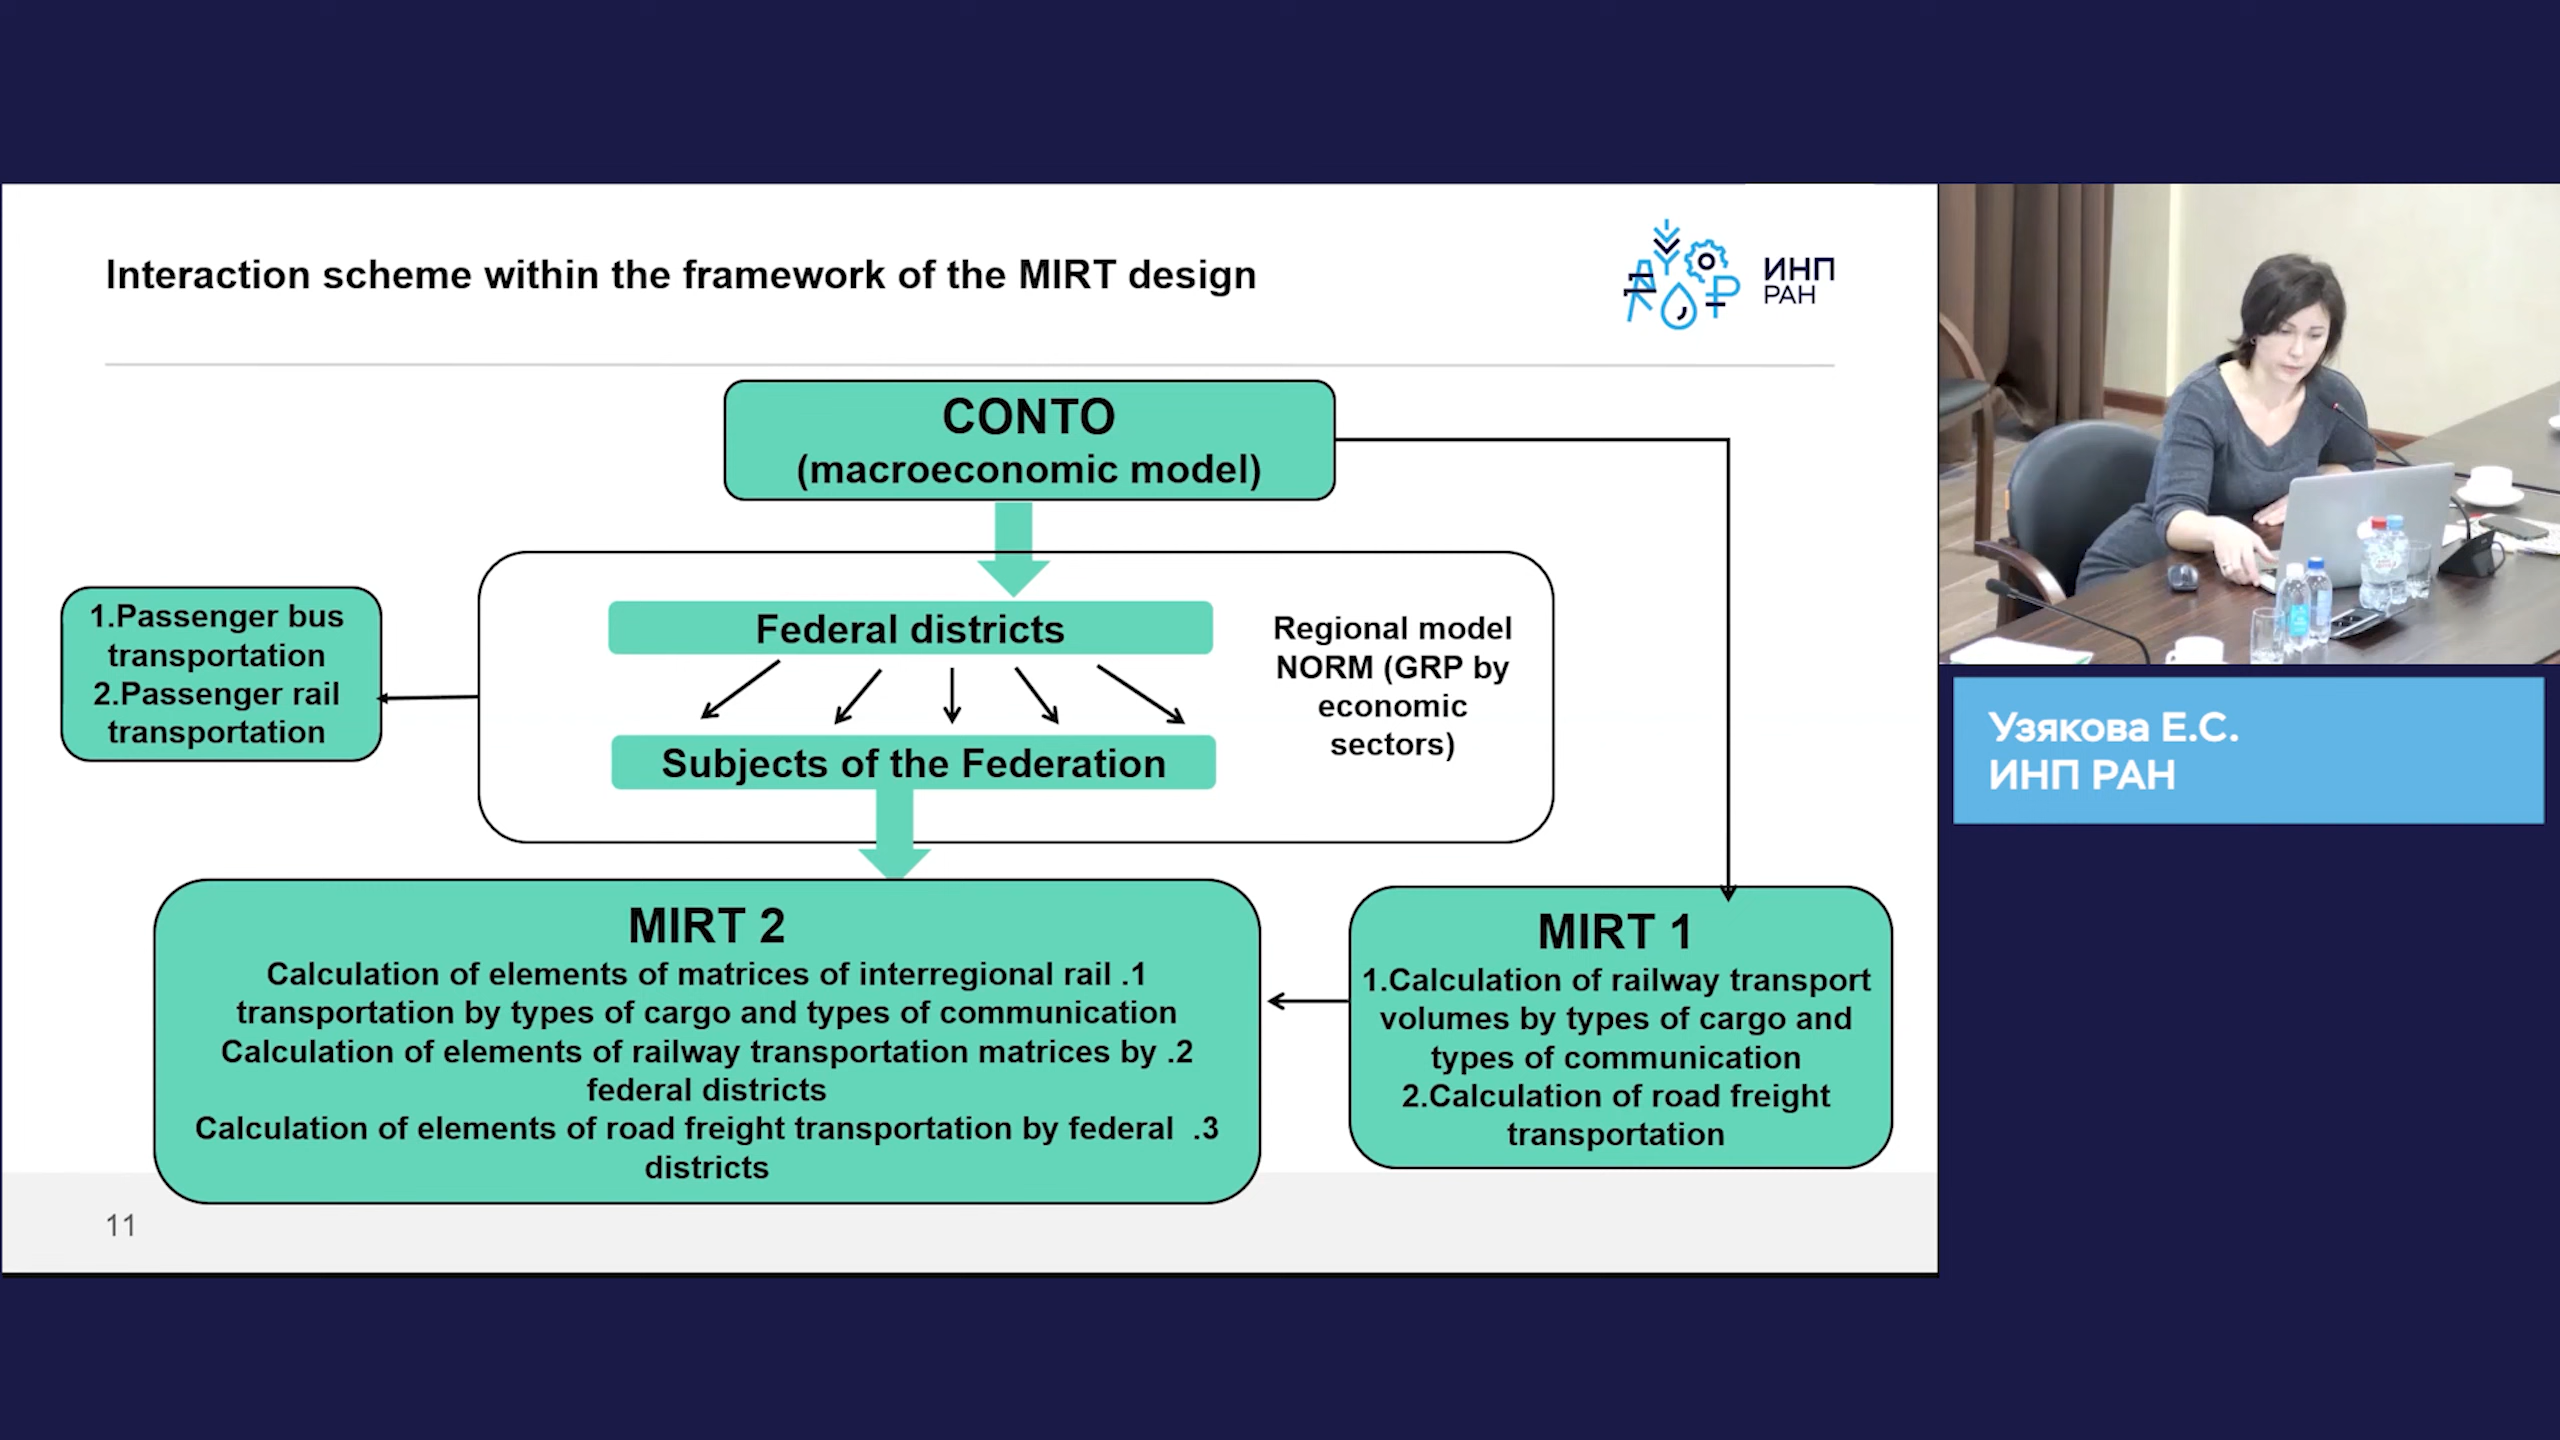 Interaction scheme within the framework of the MIRT design
ИНП
РАН
CONTO
(macroeconomic model)
1.Passenger bus
transportation
2.Passenger rail
transportation
Federal districts
Subjects of the Federation
Regional model
NORM (GRP by
economic
sectors)
MIRT 2
Calculation of elements of matrices of interregional rail .1
transportation by types of cargo and types of communication
Calculation of elements of railway transportation matrices by .2
federal districts
Calculation of elements of road freight transportation by federal .3
districts
MIRT 1
1.Calculation of railway transport
volumes by types of cargo and
types of communication
2.Calculation of road freight
transportation
11
Узякова Е.С.
ИНП РАН